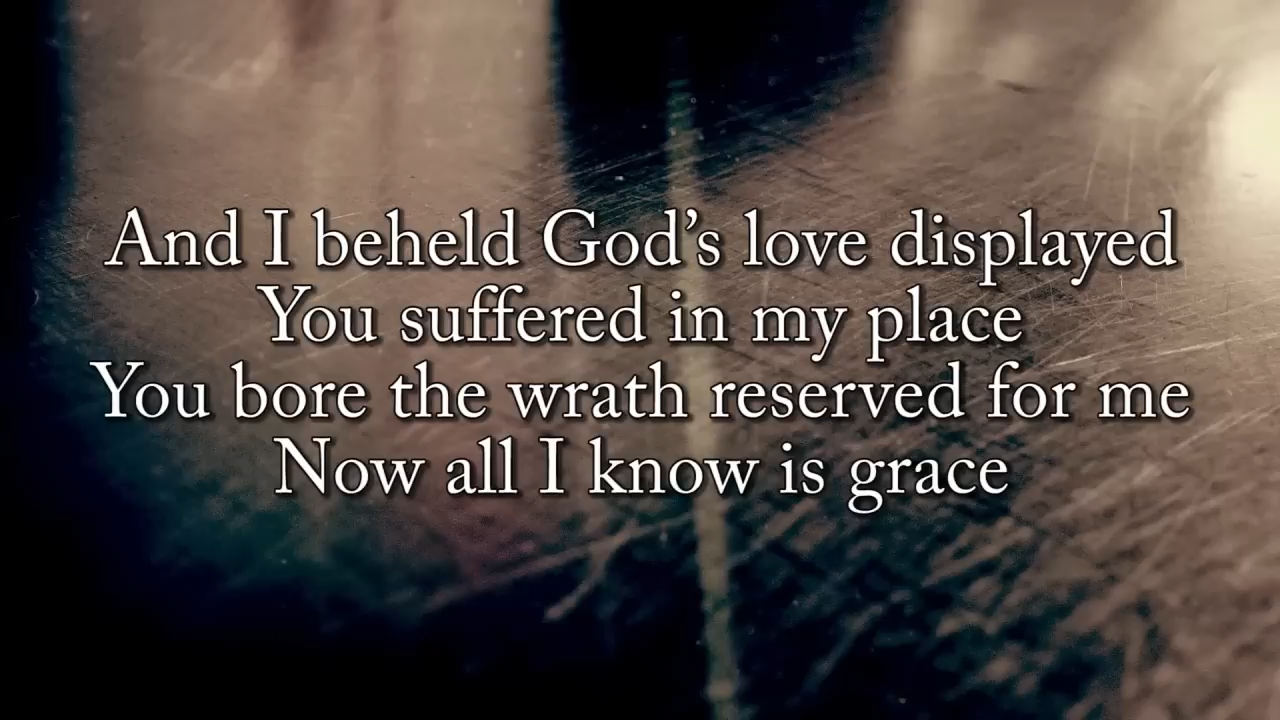 And I beheld God’s love displayed
You suffered in my place
You bore the wrath reserved for me
Now all I know is grace